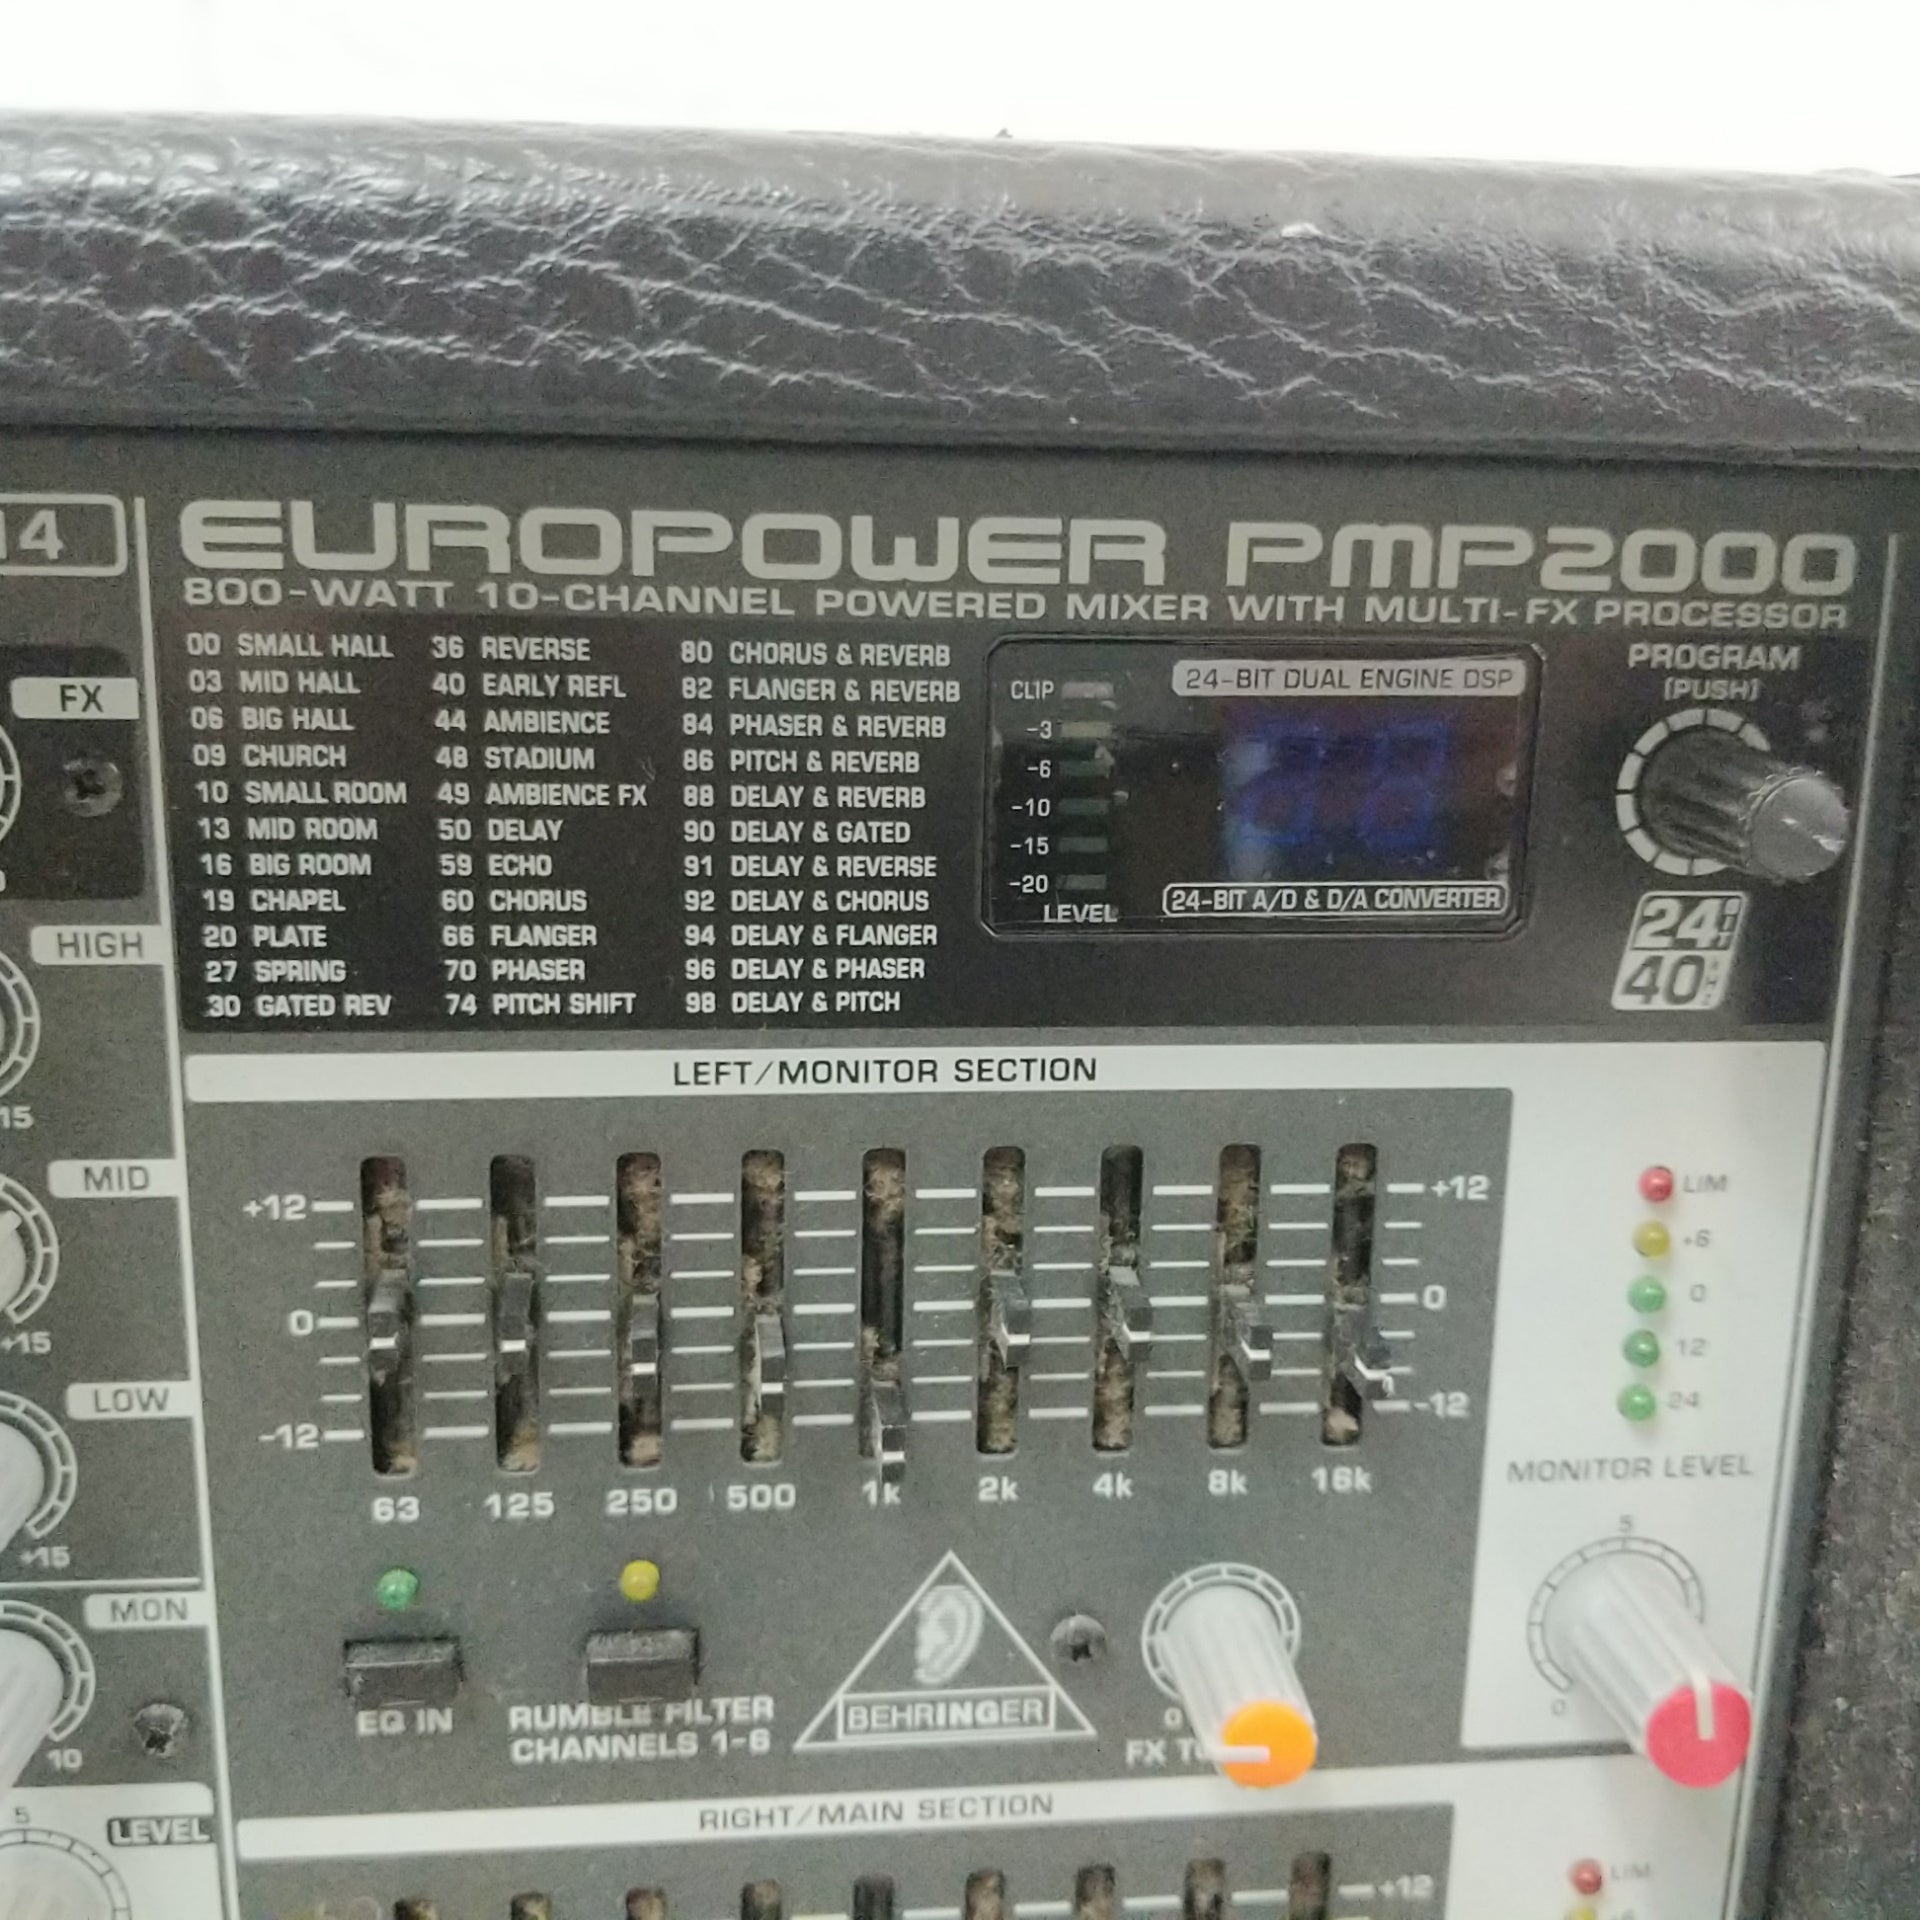 14
EUROPOWER PMP2000
800-WATT 10-CHANNEL POWERED MIXER WITH MULTI-FX PROCESSOR
00 SMALL HALL
03 MID HALL
06 BIG HALL
09 CHURCH
10 SMALL ROOM
13 MID ROOM
16 BIG ROOM
19 CHAPEL
20 PLATE
27 SPRING
30 GATED REV
36 REVERSE
40 EARLY REFL
44 AMBIENCE
48 STADIUM
49 AMBIENCE FX
50 DELAY
59 ECHO
60 CHORUS
66 FLANGER
70 PHASER
74 PITCH SHIFT
80 CHORUS & REVERB
82 FLANGER & REVERB
84 PHASER & REVERB
86 PITCH & REVERB
88 DELAY & REVERB
90 DELAY & GATED
91 DELAY & REVERSE
92 DELAY & CHORUS
94 DELAY & FLANGER
96 DELAY & PHASER
98 DELAY & PITCH
24-BIT DUAL ENGINE DSP
CLIP
-3
-6
-10
-15
-20
LEVEL
24-BIT A/D & D/A CONVERTER
PROGRAM
(PUSH)
24 BIT
40 KHZ
FX
HIGH
15
MID
+15
LOW
+15
MON
10
5
LEVEL
LEFT/MONITOR SECTION
+12 +12
0 0
-12 -12
63 125 250 500 1k 2k 4k 8k 16k
LIM
+6
0
12
-24
MONITOR LEVEL
5
0
EQ IN
RUMBLE FILTER
CHANNELS 1-6
BEHRINGER
0
FX
RIGHT/MAIN SECTION
+12
LIM
+6